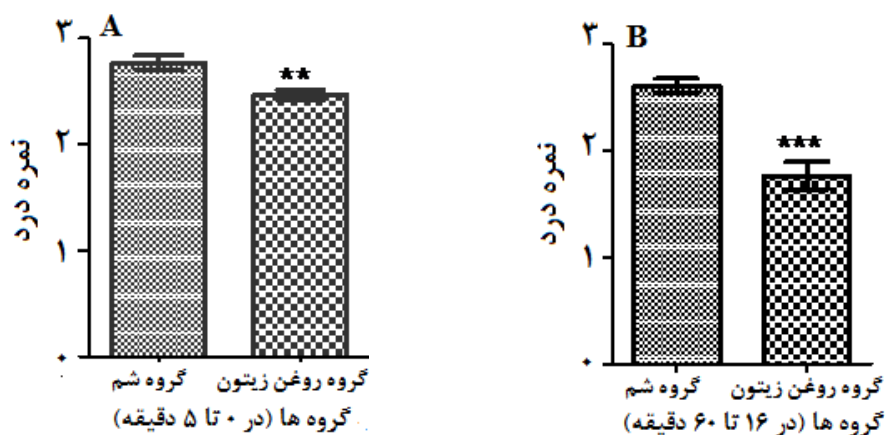 A
نمره درد
۳
۲
۱
۰
**
گروه شم
گروه روغن زیتون
گروه ها (در ۰ تا ۵ دقیقه)
B
نمره درد
۳
۲
۱
۰
***
گروه شم
گروه روغن زیتون
گروه ها (در ۱۶ تا ۶۰ دقیقه)